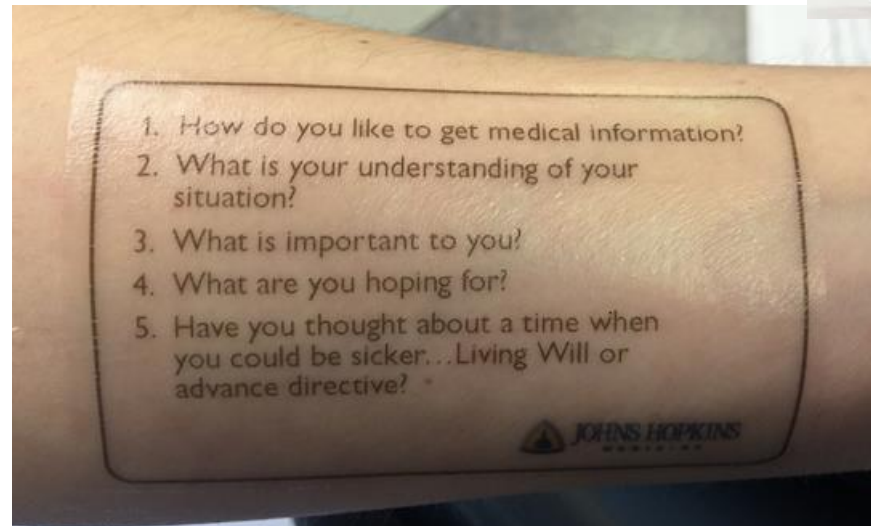 1. How do you like to get medical information?
2. What is your understanding of your
situation?
3. What is important to you?
4. What are you hoping for?
5. Have you thought about a time when
you could be sicker...Living Will or
advance directive?
JOHNS HOPKINS
MEDICINE